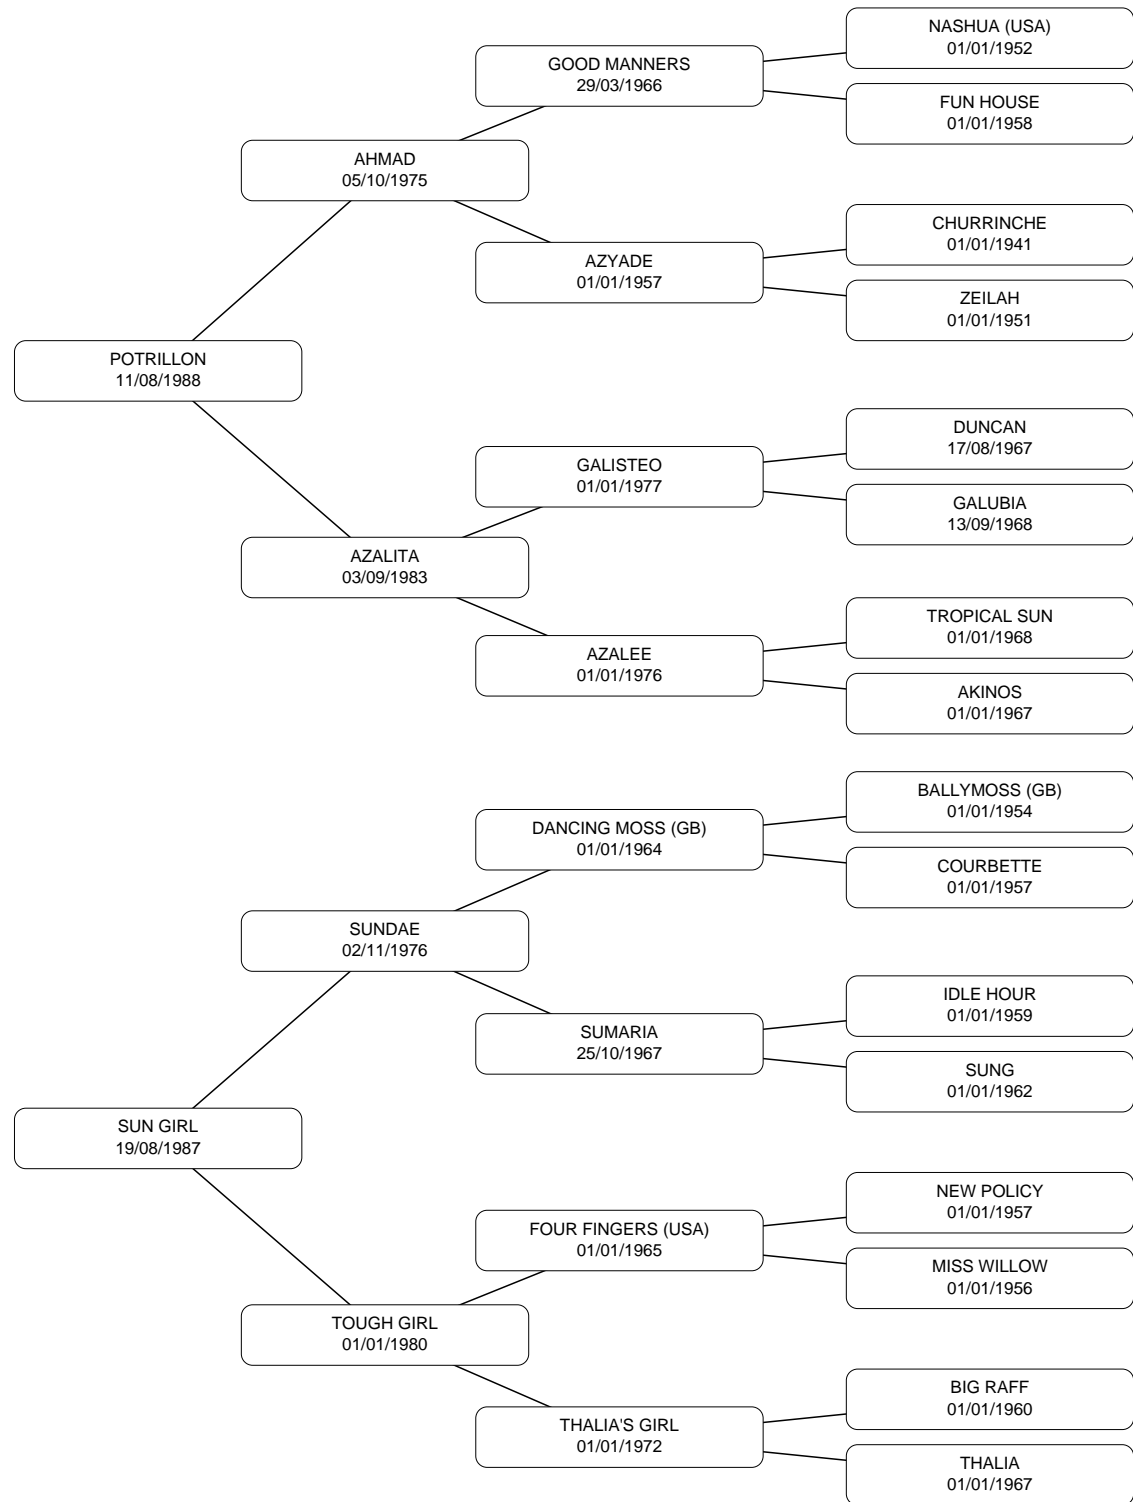 NASHUA (USA)
01/01/1952
GOOD MANNERS
29/03/1966
FUN HOUSE
01/01/1958
AHMAD
05/10/1975
CHURRINCHE
01/01/1941
AZYADE
01/01/1957
ZEILAH
01/01/1951
POTRILLON
11/08/1988
DUNCAN
17/08/1967
GALISTEO
01/01/1977
GALUBIA
13/09/1968
AZALITA
03/09/1983
TROPICAL SUN
01/01/1968
AZALEE
01/01/1976
AKINOS
01/01/1967
BALLYMOSS (GB)
01/01/1954
DANCING MOSS (GB)
01/01/1964
COURBETTE
01/01/1957
SUNDAE
02/11/1976
IDLE HOUR
01/01/1959
SUMARIA
25/10/1967
SUNG
01/01/1962
SUN GIRL
19/08/1987
NEW POLICY
01/01/1957
FOUR FINGERS (USA)
01/01/1965
MISS WILLOW
01/01/1956
TOUGH GIRL
01/01/1980
BIG RAFF
01/01/1960
THALIA'S GIRL
01/01/1972
THALIA
01/01/1967